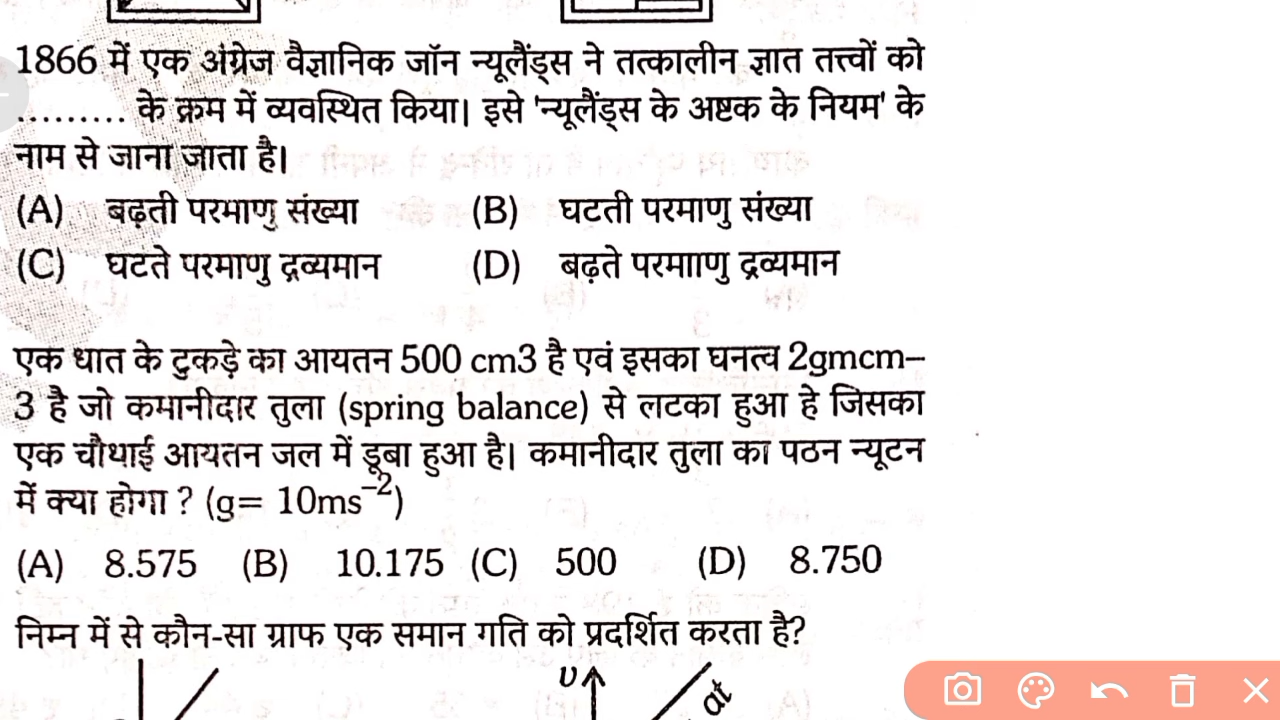 1866 में एक अंग्रेज वैज्ञानिक जॉन न्यूलैंड्स ने तत्कालीन ज्ञात तत्त्वों को
.......... के क्रम में व्यवस्थित किया। इसे 'न्यूलैंड्स के अष्टक के नियम' के
नाम से जाना जाता है।
(A) बढ़ती परमाणु संख्या (B) घटती परमाणु संख्या
(C) घटते परमाणु द्रव्यमान (D) बढ़ते परमााणु द्रव्यमान
एक धात के टुकड़े का आयतन 500 cm3 है एवं इसका घनत्व 2gmcm–
3 है जो कमानीदार तुला (spring balance) से लटका हुआ हे जिसका
एक चौथाई आयतन जल में डूबा हुआ है। कमानीदार तुला का पठन न्यूटन
में क्या होगा ? (g= 10ms⁻²)
(A) 8.575 (B) 10.175 (C) 500 (D) 8.750
निम्न में से कौन-सा ग्राफ एक समान गति को प्रदर्शित करता है?
υ
at